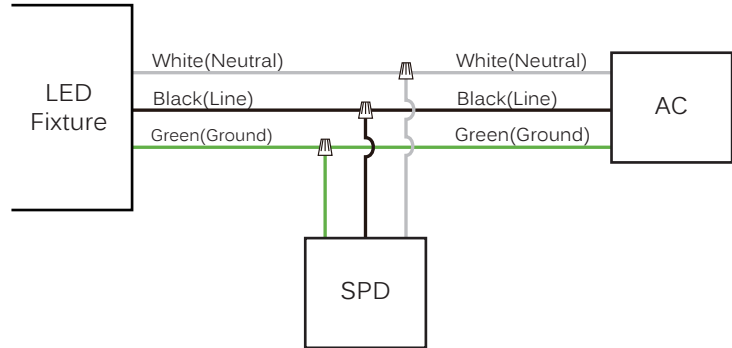 LED
Fixture
White(Neutral)
White(Neutral)
Black(Line)
Black(Line)
Green(Ground)
Green(Ground)
AC
SPD